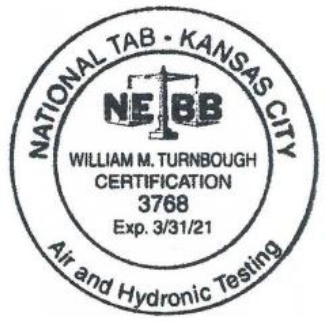 NATIONAL TAB - KANSAS CITY
NEBB
WILLIAM M. TURNBOUGH
CERTIFICATION
3768
Exp. 3/31/21
Air and Hydronic Testing